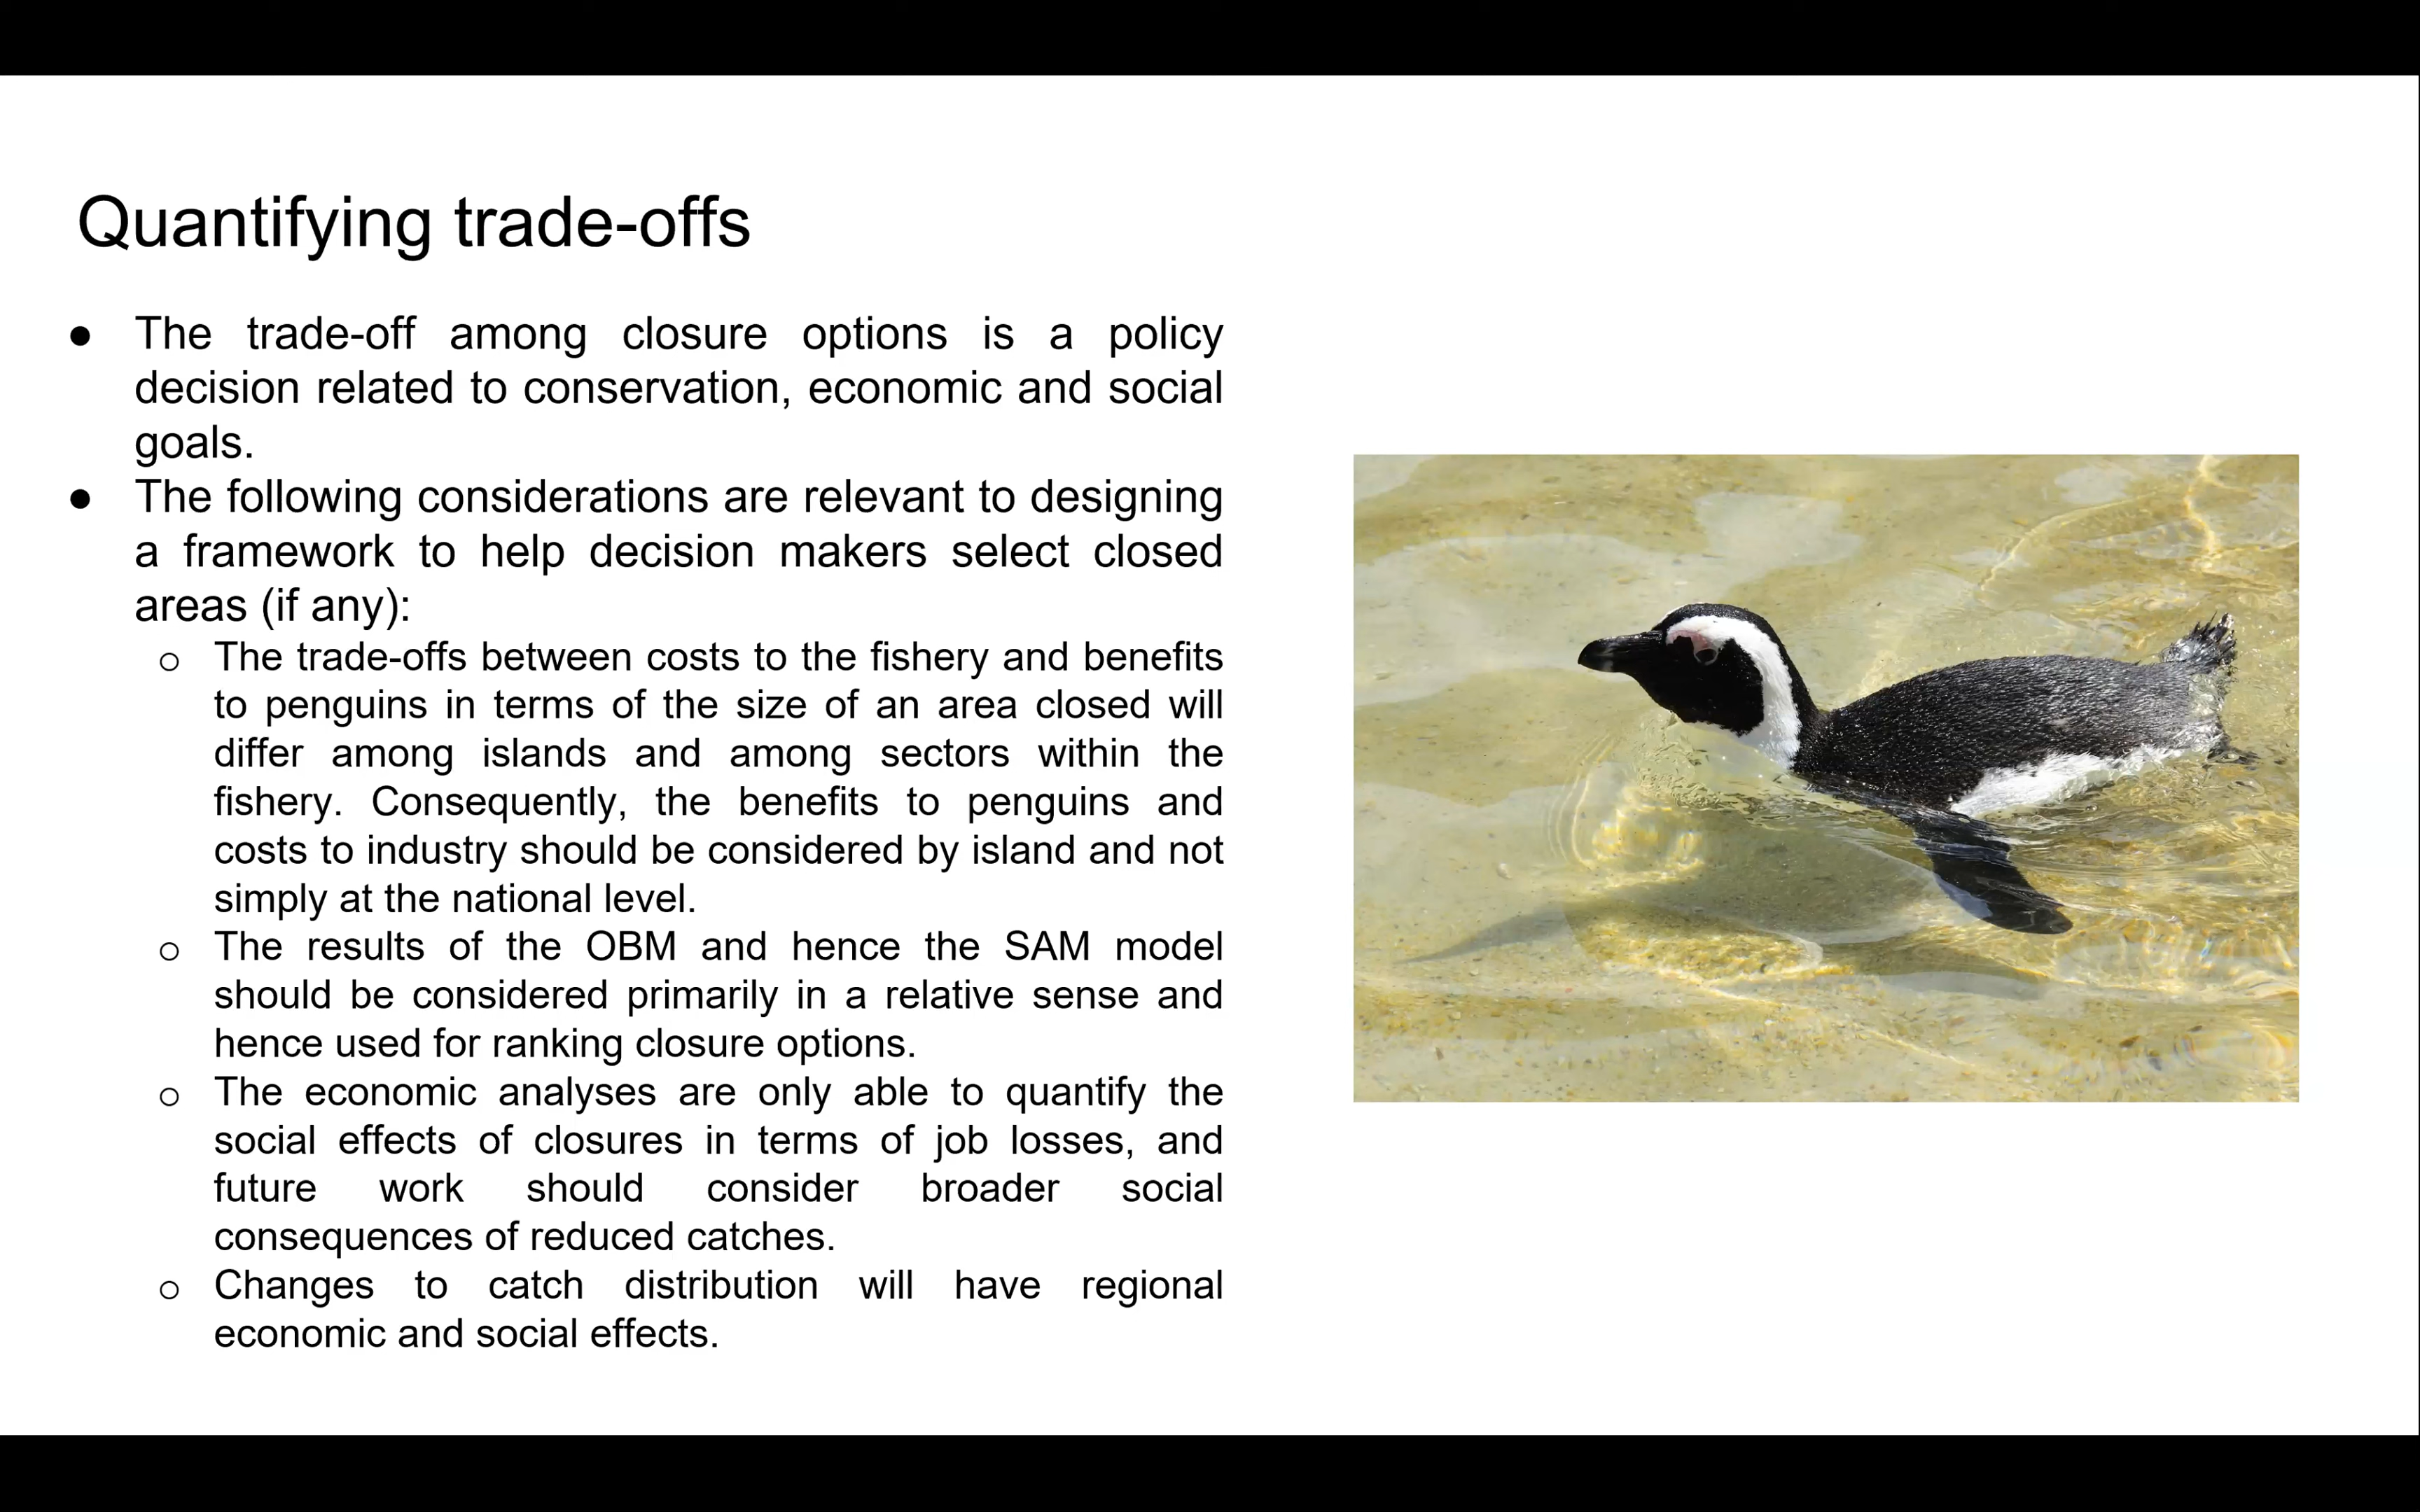 Quantifying trade-offs
● The trade-off among closure options is a policy
decision related to conservation, economic and social
goals.
● The following considerations are relevant to designing
a framework to help decision makers select closed
areas (if any):
○ The trade-offs between costs to the fishery and benefits
to penguins in terms of the size of an area closed will
differ among islands and among sectors within the
fishery. Consequently, the benefits to penguins and
costs to industry should be considered by island and not
simply at the national level.
○ The results of the OBM and hence the SAM model
should be considered primarily in a relative sense and
hence used for ranking closure options.
○ The economic analyses are only able to quantify the
social effects of closures in terms of job losses, and
future work should consider broader social
consequences of reduced catches.
○ Changes to catch distribution will have regional
economic and social effects.